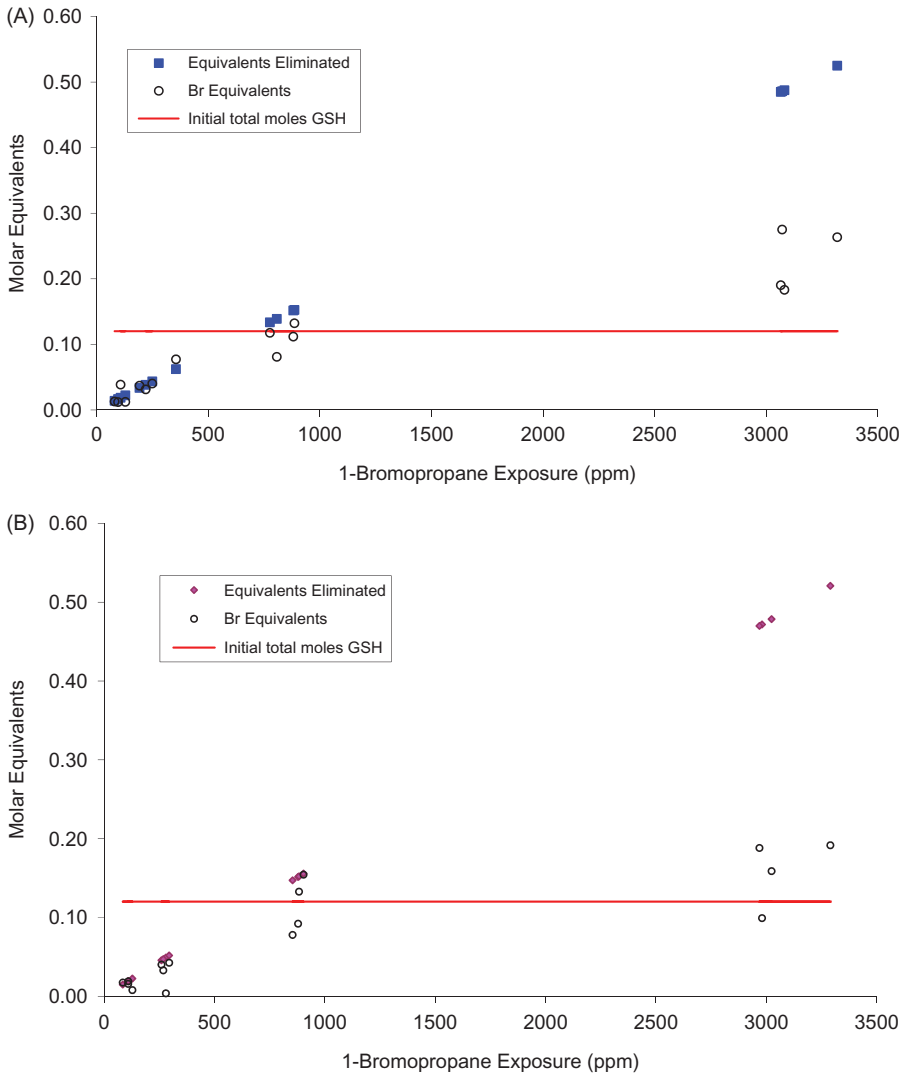 (A)
0.60
0.50
0.40
0.30
0.20
0.10
0.00
Molar Equivalents
Equivalents Eliminated
Br Equivalents
Initial total moles GSH
0 500 1000 1500 2000 2500 3000 3500
1-Bromopropane Exposure (ppm)
(B)
0.60
0.50
0.40
0.30
0.20
0.10
0.00
Molar Equivalents
Equivalents Eliminated
Br Equivalents
Initial total moles GSH
0 500 1000 1500 2000 2500 3000 3500
1-Bromopropane Exposure (ppm)